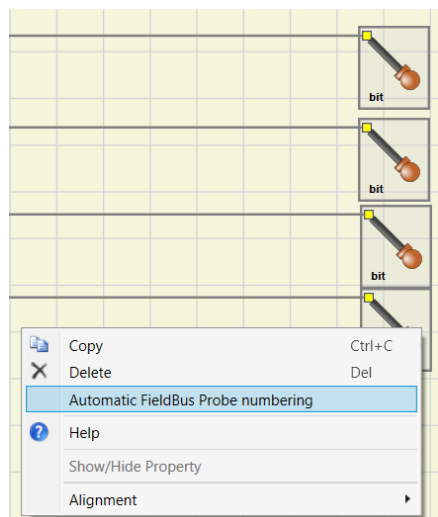 bit
bit
bit
Copy Ctrl+C
Delete Del
Automatic FieldBus Probe numbering
Help
Show/Hide Property
Alignment